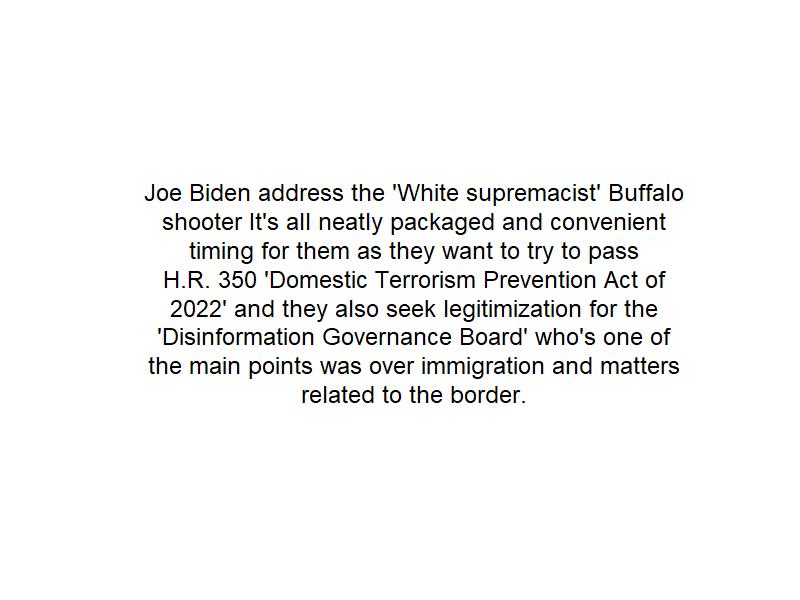 Joe Biden address the 'White supremacist' Buffalo
shooter It's all neatly packaged and convenient
timing for them as they want to try to pass
H.R. 350 'Domestic Terrorism Prevention Act of
2022' and they also seek legitimization for the
'Disinformation Governance Board' who's one of
the main points was over immigration and matters
related to the border.